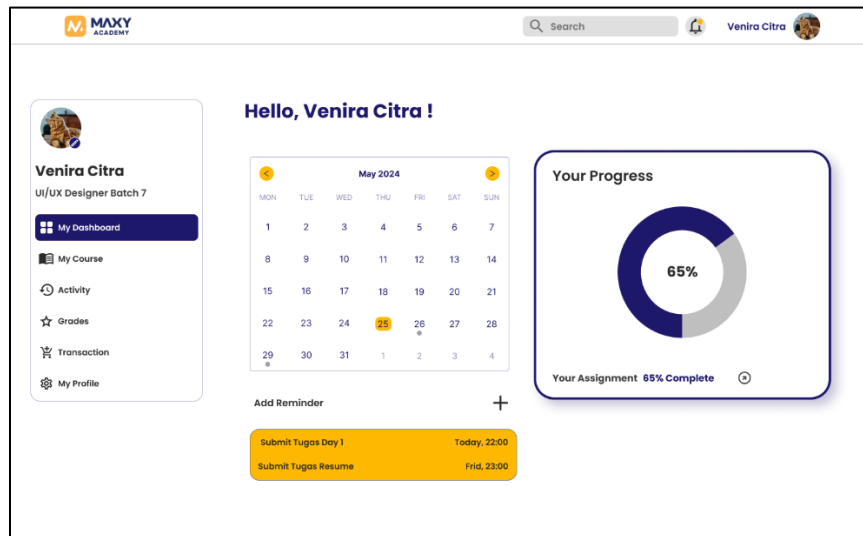 MAXY
ACADEMY
Search
Venira Citra
Hello, Venira Citra !
Venira Citra
UI/UX Designer Batch 7
My Dashboard
My Course
Activity
Grades
Transaction
My Profile
< May 2024 >
MON TUE WED THU FRI SAT SUN
1 2 3 4 5 6 7
8 9 10 11 12 13 14
15 16 17 18 19 20 21
22 23 24 25 26 27 28
29 30 31 1 2 3 4
Add Reminder +
Submit Tugas Day 1 Today, 22:00
Submit Tugas Resume Frid, 23:00
Your Progress
65%
Your Assignment 65% Complete